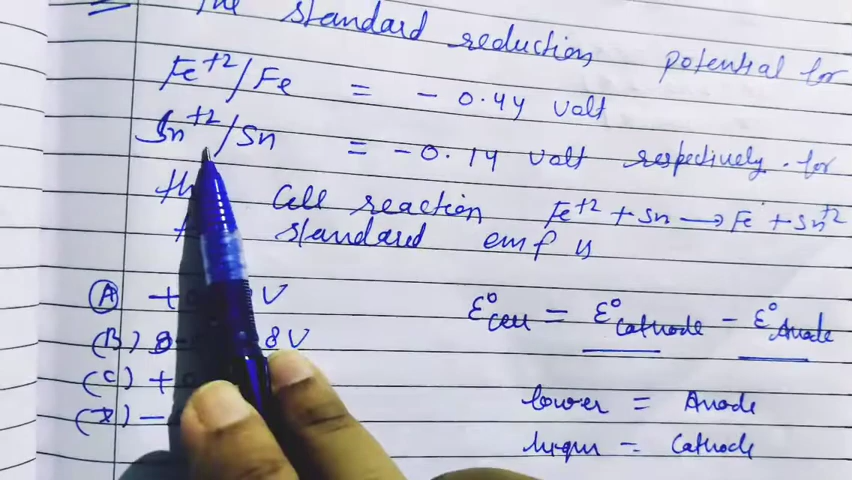 The standard reduction potential for
Fe+2/Fe = - 0.44 volt
Sn+2/Sn = - 0.14 volt respectively. for
Cell reaction Fe+2 + Sn → Fe + Sn+2
standard emf is
(A) + V
(B) 8V
(C) +
-
ε°Cell = ε°Cathode - ε°Anode
lower = Anode
higher = Cathode